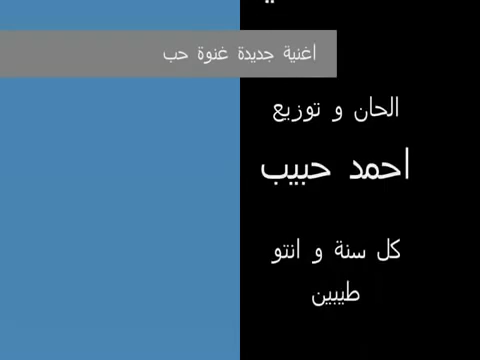 اغنية جديدة غنوة حب
الحان و توزيع
احمد حبيب
كل سنة و انتو
طيبين